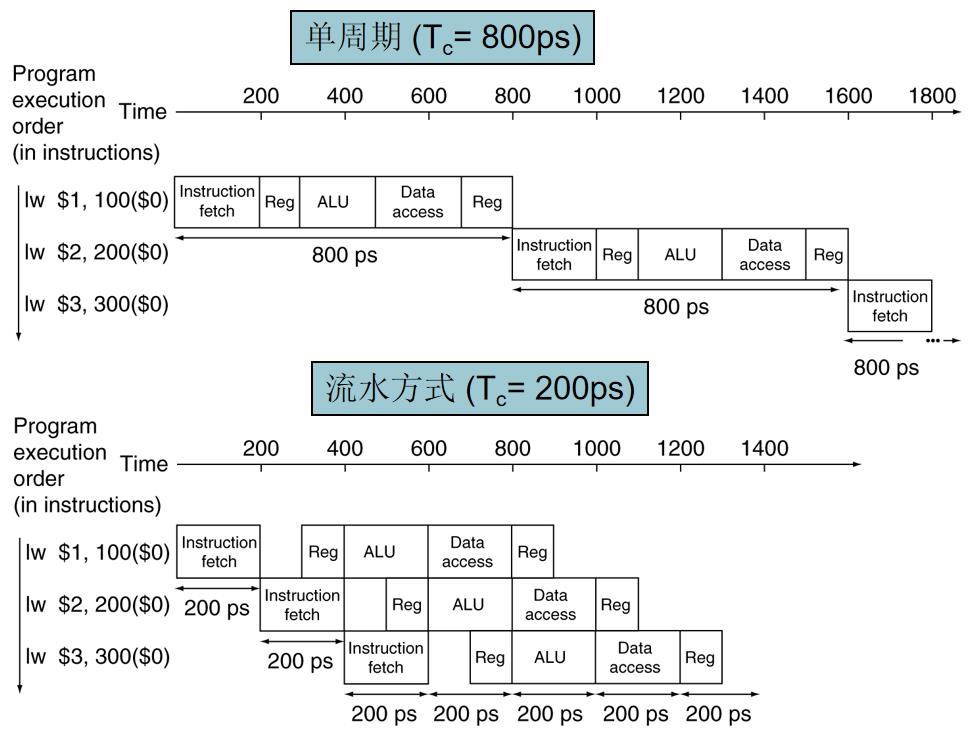 单周期 (Tc= 800ps)
Program
execution
order
(in instructions)
Time
200 400 600 800 1000 1200 1400 1600 1800
lw $1, 100($0)
Instruction
fetch
Reg
ALU
Data
access
Reg
800 ps
lw $2, 200($0)
Instruction
fetch
Reg
ALU
Data
access
Reg
800 ps
lw $3, 300($0)
Instruction
fetch
800 ps
流水方式 (Tc= 200ps)
Program
execution
order
(in instructions)
Time
200 400 600 800 1000 1200 1400
lw $1, 100($0)
Instruction
fetch
Reg
ALU
Data
access
Reg
200 ps
lw $2, 200($0)
Instruction
fetch
Reg
ALU
Data
access
Reg
200 ps
lw $3, 300($0)
Instruction
fetch
Reg
ALU
Data
access
Reg
200 ps 200 ps 200 ps 200 ps 200 ps